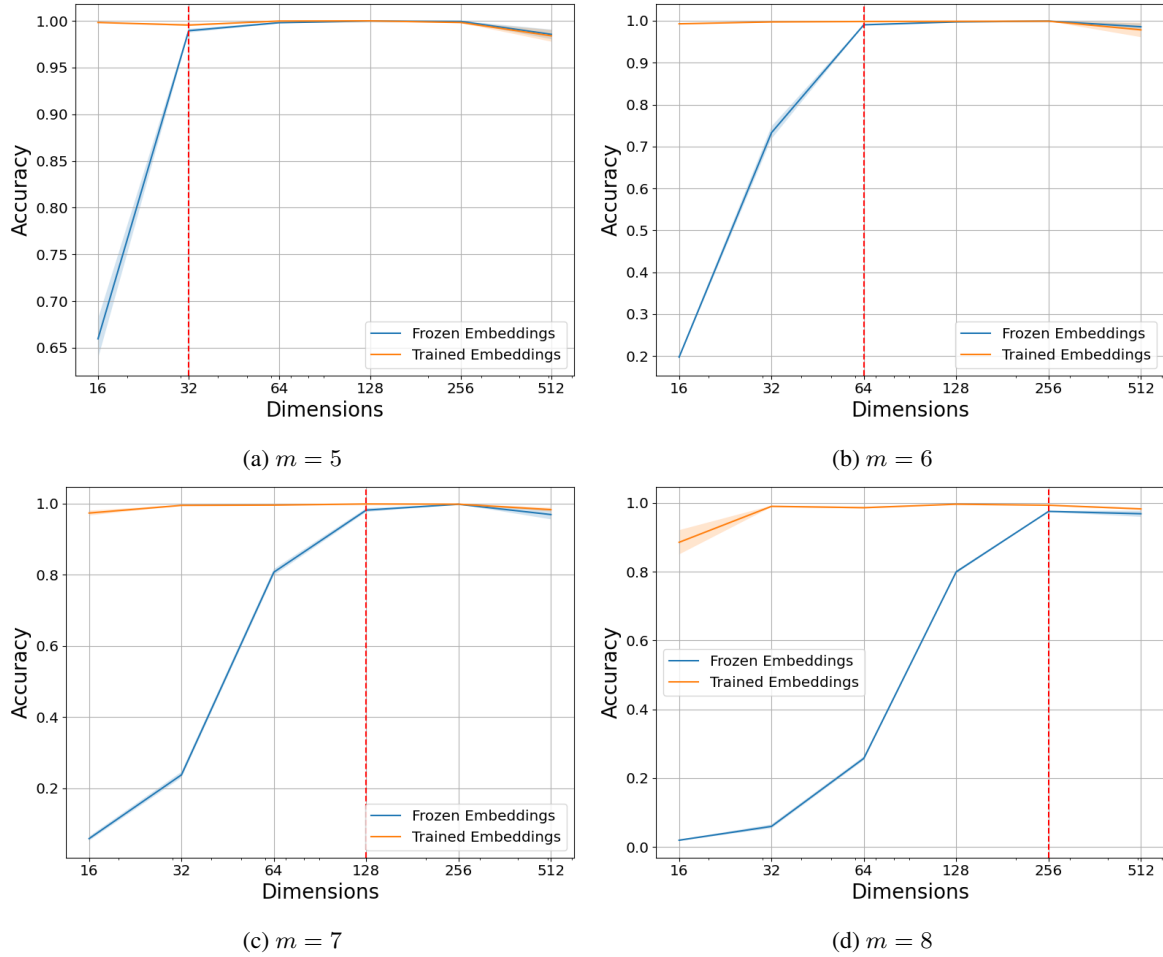 1.00
0.95
0.90
0.85
0.80
0.75
0.70
0.65
Accuracy
Frozen Embeddings
Trained Embeddings
16 32 64 128 256 512
Dimensions
(a) m = 5
1.0
0.9
0.8
0.7
0.6
0.5
0.4
0.3
0.2
Accuracy
Frozen Embeddings
Trained Embeddings
16 32 64 128 256 512
Dimensions
(b) m = 6
1.0
0.8
0.6
0.4
0.2
Accuracy
Frozen Embeddings
Trained Embeddings
16 32 64 128 256 512
Dimensions
(c) m = 7
1.0
0.8
0.6
0.4
0.2
0.0
Accuracy
Frozen Embeddings
Trained Embeddings
16 32 64 128 256 512
Dimensions
(d) m = 8